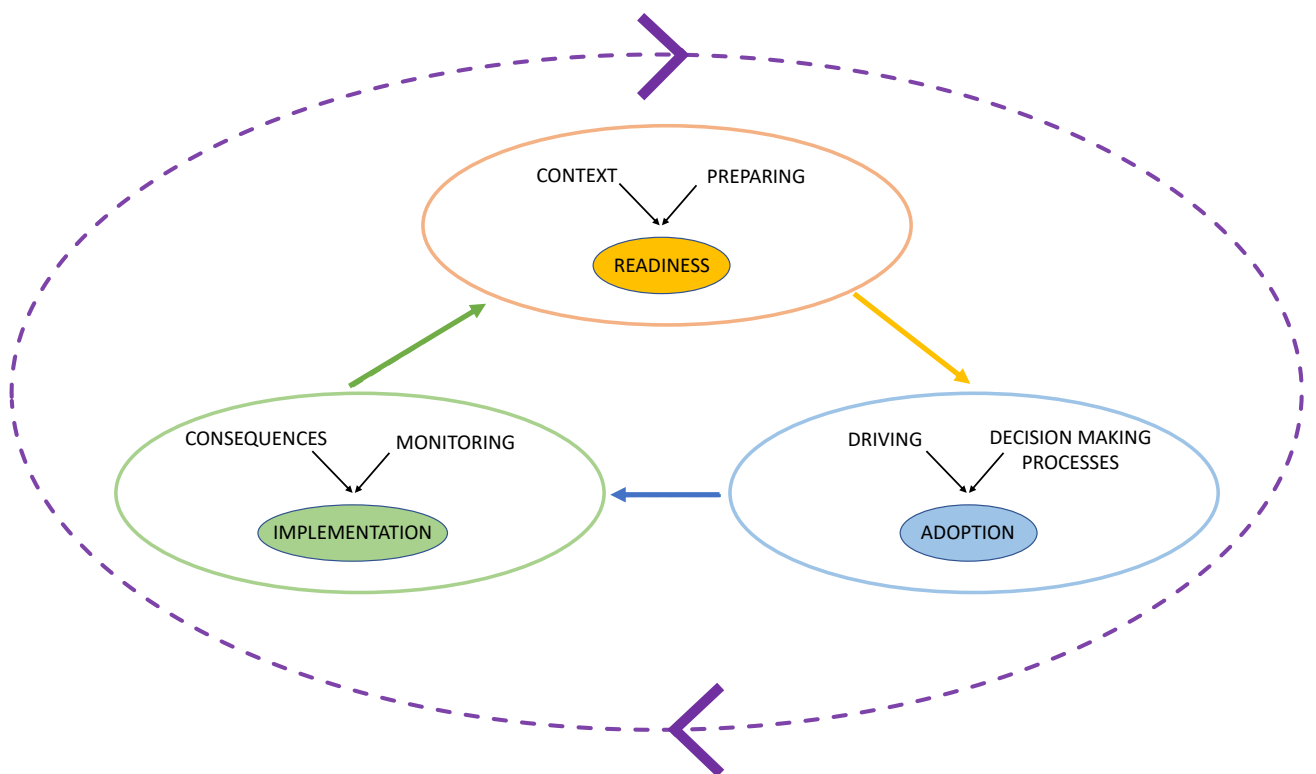 CONTEXT
PREPARING
READINESS
CONSEQUENCES
MONITORING
IMPLEMENTATION
DRIVING
DECISION MAKING
PROCESSES
ADOPTION